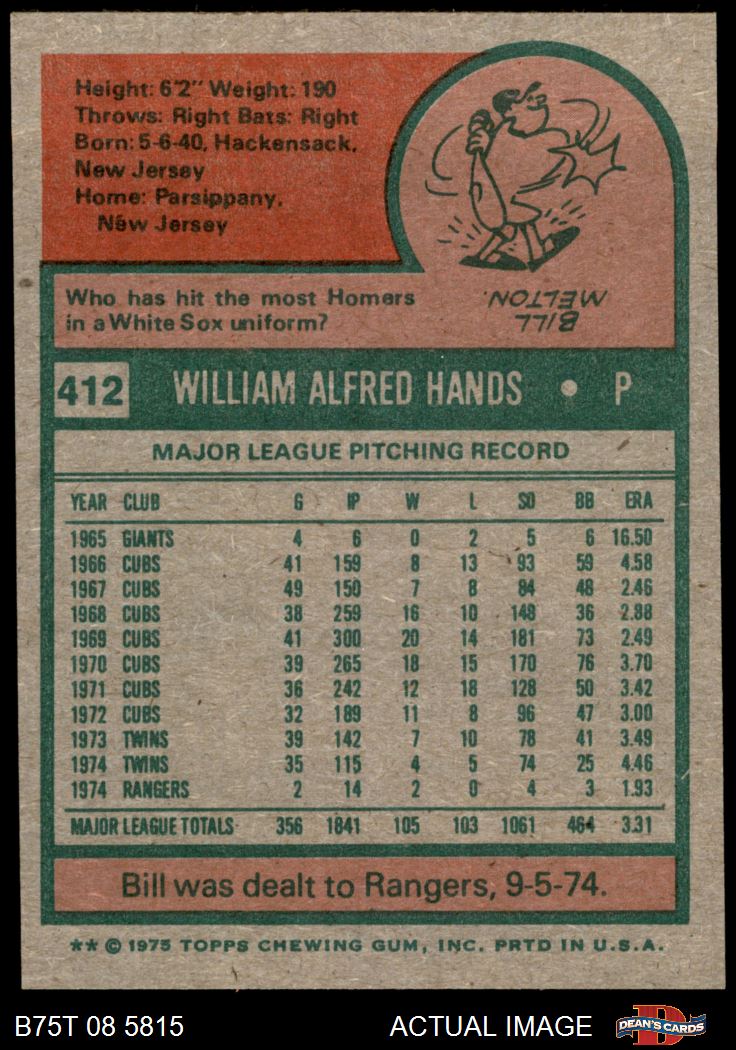 Height: 6'2" Weight: 190
Throws: Right Bats: Right
Born: 5-6-40, Hackensack,
New Jersey
Home: Parsippany,
New Jersey
Who has hit the most Homers
in a White Sox uniform?
BILL
MELTON.
412 WILLIAM ALFRED HANDS • P
MAJOR LEAGUE PITCHING RECORD
YEAR CLUB G IP W L SO BB ERA
1965 GIANTS 4 6 0 2 5 6 16.50
1966 CUBS 41 159 8 13 93 59 4.58
1967 CUBS 49 150 7 8 84 48 2.46
1968 CUBS 38 259 16 10 148 36 2.88
1969 CUBS 41 300 20 14 181 73 2.49
1970 CUBS 39 265 18 15 170 76 3.70
1971 CUBS 36 242 12 18 128 50 3.42
1972 CUBS 32 189 11 8 96 47 3.00
1973 TWINS 39 142 7 10 78 41 3.49
1974 TWINS 35 115 4 5 74 25 4.46
1974 RANGERS 2 14 2 0 4 3 1.93
MAJOR LEAGUE TOTALS 356 1841 105 103 1061 464 3.31
Bill was dealt to Rangers, 9-5-74.
** © 1975 TOPPS CHEWING GUM, INC. PRTD IN U.S.A.
B75T 08 5815 ACTUAL IMAGE D DEAN'S CARDS